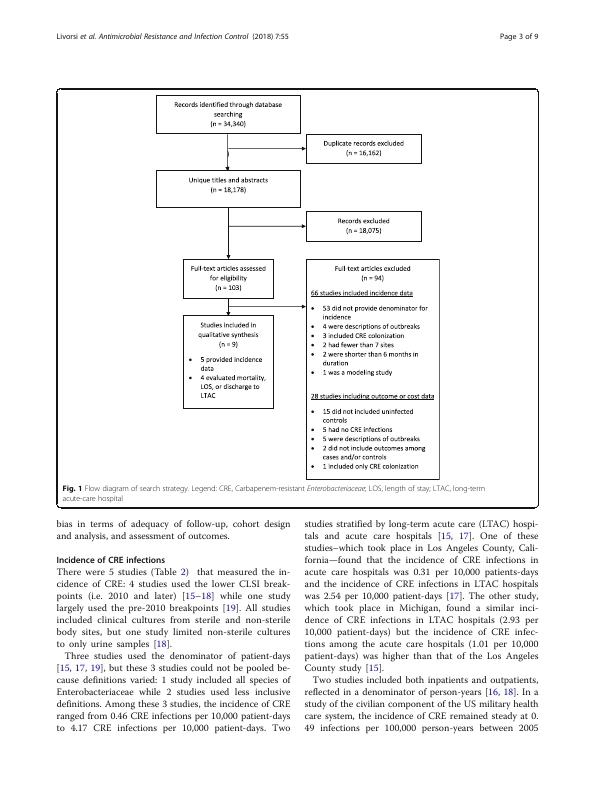 Livorsi et al. Antimicrobial Resistance and Infection Control (2018) 7:55
Page 3 of 9
Records identified through database
searching
(n = 34,340)
Duplicate records excluded
(n = 16,162)
Unique titles and abstracts
(n = 18,178)
Records excluded
(n = 18,075)
Full-text articles assessed
for eligibility
(n = 103)
Studies included in
qualitative synthesis
(n = 9)
• 5 provided incidence
data
• 4 evaluated mortality,
LOS, or discharge to
LTAC
Full-text articles excluded
(n = 94)
66 studies included incidence data
• 53 did not provide denominator for
incidence
• 4 were descriptions of outbreaks
• 3 included CRE colonization
• 2 had fewer than 7 sites
• 2 were shorter than 6 months in
duration
• 1 was a modeling study
28 studies including outcome or cost data
• 15 did not included uninfected
controls
• 5 had no CRE infections
• 5 were descriptions of outbreaks
• 2 did not include outcomes among
cases and/or controls
• 1 included only CRE colonization
Fig. 1 Flow diagram of search strategy. Legend: CRE, Carbapenem-resistant Enterobacteriaceae; LOS, length of stay; LTAC, long-term
acute-care hospital
bias in terms of adequacy of follow-up, cohort design
and analysis, and assessment of outcomes.
Incidence of CRE infections
There were 5 studies (Table 2) that measured the in-
cidence of CRE: 4 studies used the lower CLSI break-
points (i.e. 2010 and later) [15–18] while one study
largely used the pre-2010 breakpoints [19]. All studies
included clinical cultures from sterile and non-sterile
body sites, but one study limited non-sterile cultures
to only urine samples [18].
Three studies used the denominator of patient-days
[15, 17, 19], but these 3 studies could not be pooled be-
cause definitions varied: 1 study included all species of
Enterobacteriaceae while 2 studies used less inclusive
definitions. Among these 3 studies, the incidence of CRE
ranged from 0.46 CRE infections per 10,000 patient-days
to 4.17 CRE infections per 10,000 patient-days. Two
studies stratified by long-term acute care (LTAC) hospi-
tals and acute care hospitals [15, 17]. One of these
studies–which took place in Los Angeles County, Cali-
fornia—found that the incidence of CRE infections in
acute care hospitals was 0.31 per 10,000 patients-days
and the incidence of CRE infections in LTAC hospitals
was 2.54 per 10,000 patient-days [17]. The other study,
which took place in Michigan, found a similar inci-
dence of CRE infections in LTAC hospitals (2.93 per
10,000 patient-days) but the incidence of CRE infec-
tions among the acute care hospitals (1.01 per 10,000
patient-days) was higher than that of the Los Angeles
County study [15].
Two studies included both inpatients and outpatients,
reflected in a denominator of person-years [16, 18]. In a
study of the civilian component of the US military health
care system, the incidence of CRE remained steady at 0.
49 infections per 100,000 person-years between 2005